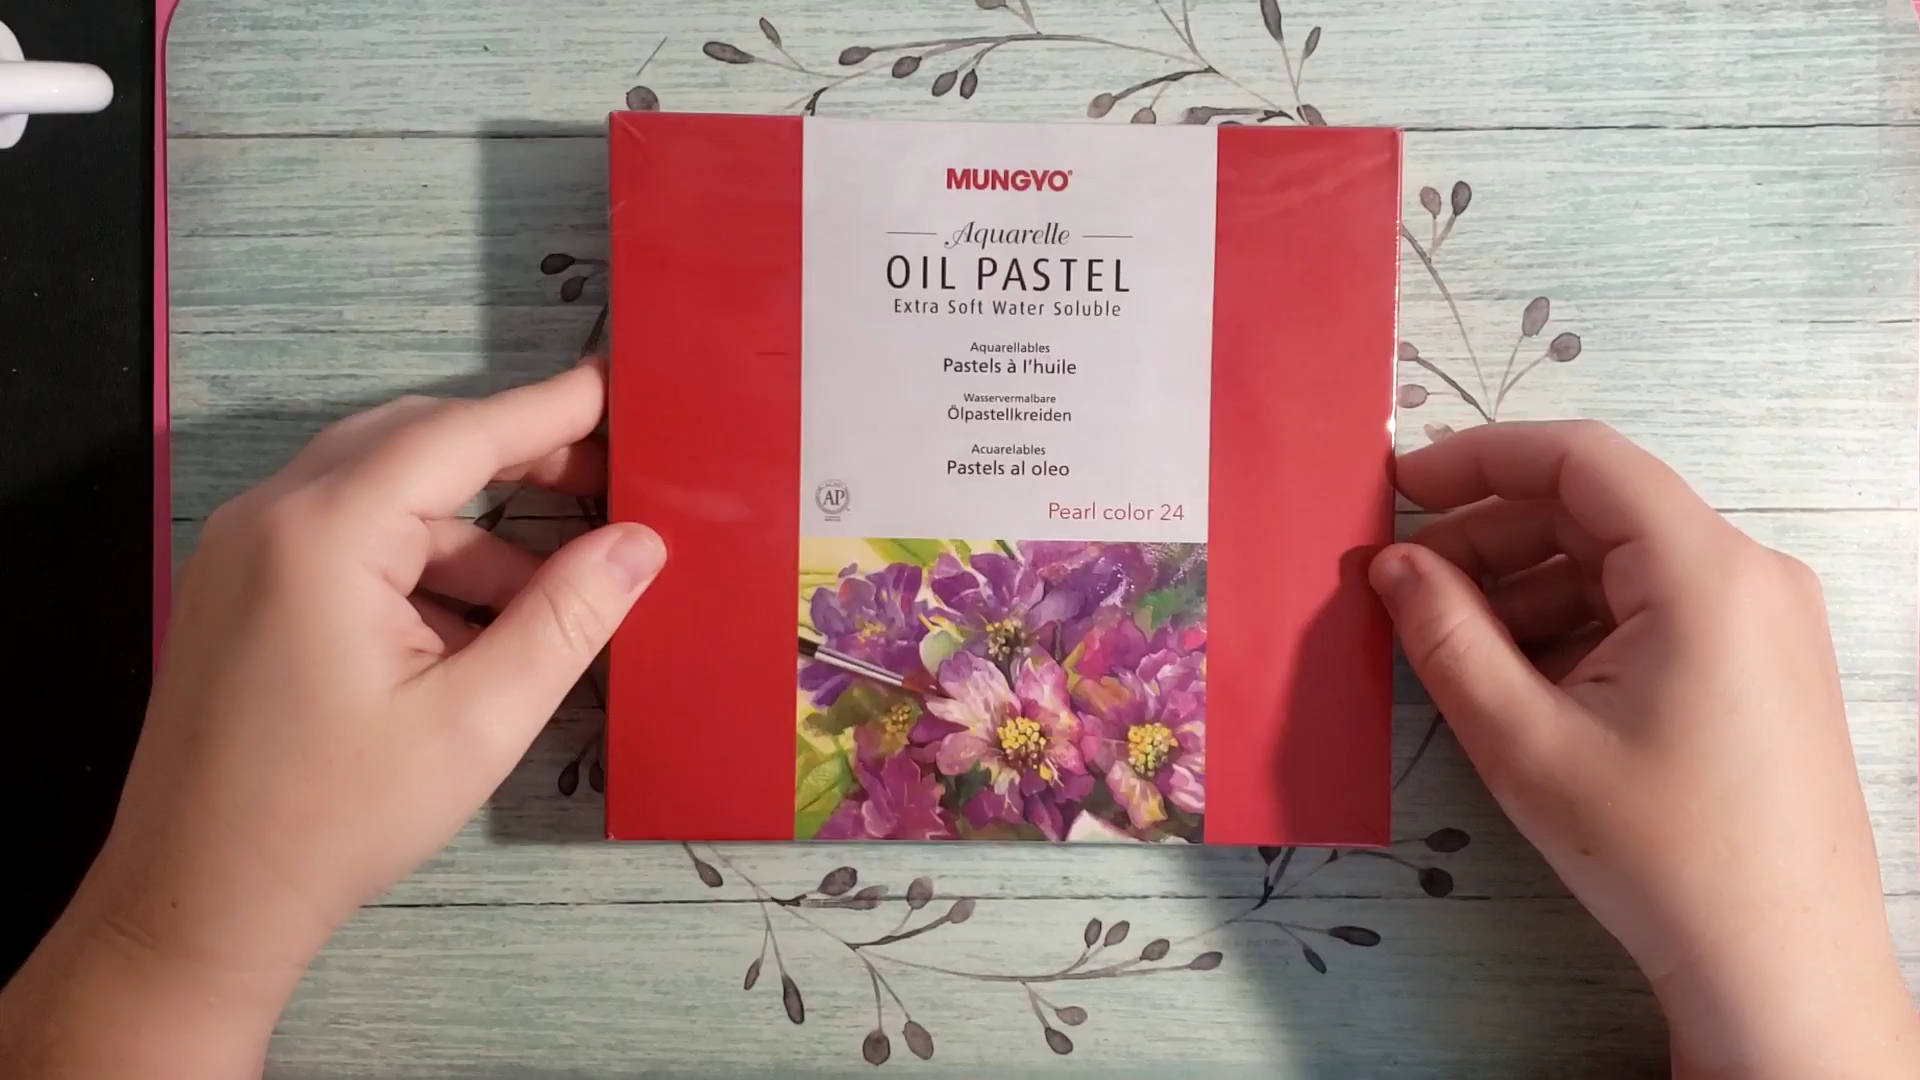 MUNGYO®
Aquarelle
OIL PASTEL
Extra Soft Water Soluble
Aquarellables
Pastels à l'huile
Wasservermalbare
Ölpastellkreiden
Acuarelables
Pastels al oleo
AP
Pearl color 24